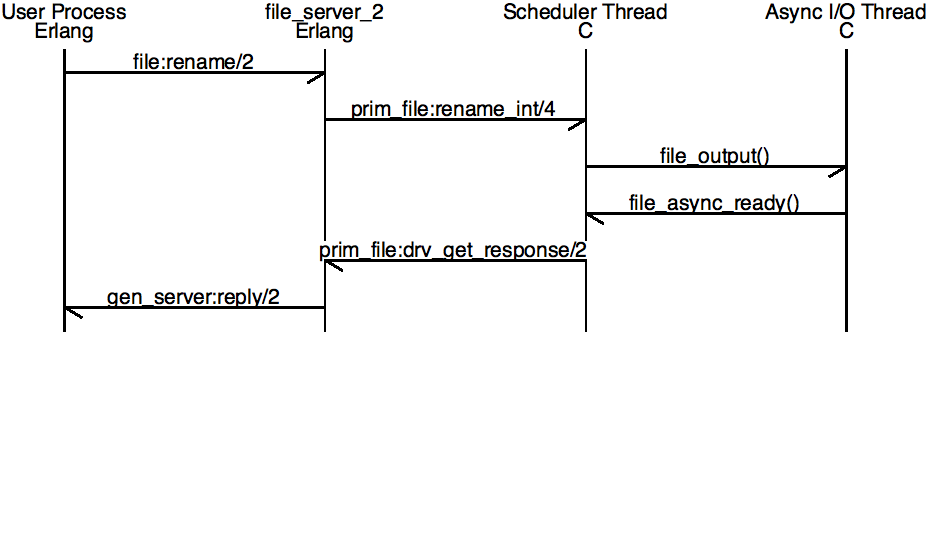 User Process file_server_2 Scheduler Thread Async I/O Thread
Erlang Erlang C C
file:rename/2
prim_file:rename_int/4
file_output()
file_async_ready()
prim_file:drv_get_response/2
gen_server:reply/2